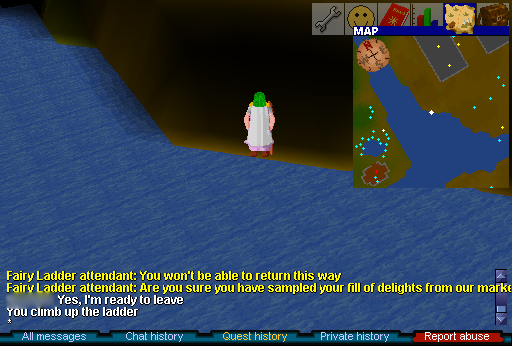 MAP
Fairy Ladder attendant: You won't be able to return this way
Fairy Ladder attendant: Are you sure you have sampled your fill of delights from our marke
Yes, I'm ready to leave
You climb up the ladder
*
All messages
Chat history
Quest history
Private history
Report abuse